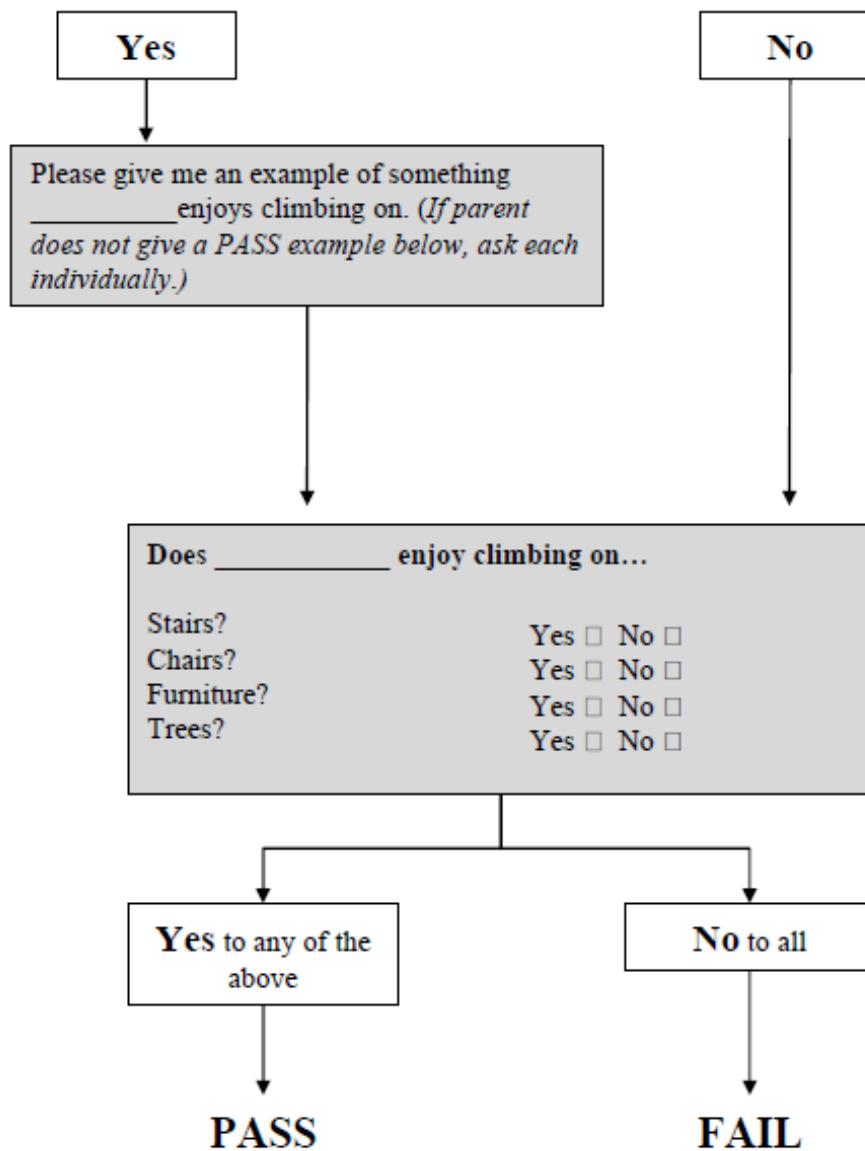 Yes
No
Please give me an example of something
__________enjoys climbing on. (If parent
does not give a PASS example below, ask each
individually.)
Does ____________ enjoy climbing on…
Stairs?
Chairs?
Furniture?
Trees?
Yes □ No □
Yes □ No □
Yes □ No □
Yes □ No □
Yes to any of the
above
No to all
PASS
FAIL